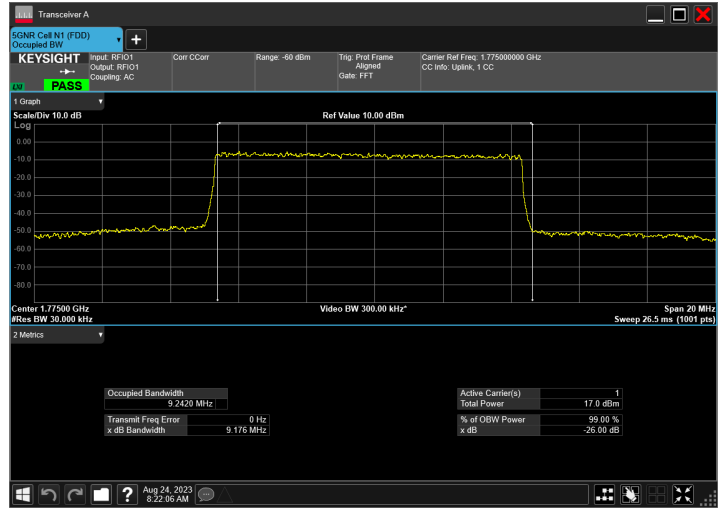 Transceiver A
5GNR Cell N1 (FDD)
Occupied BW
KEYSIGHT
LXI
PASS
Input: RFIO1
Output: RFIO1
Coupling: AC
Corr CCorr
Range: -60 dBm
Trig: Prot Frame
Aligned
Gate: FFT
Carrier Ref Freq: 1.775000000 GHz
CC Info: Uplink, 1 CC
1 Graph
Scale/Div 10.0 dB
Ref Value 10.00 dBm
Log
0.00
-10.0
-20.0
-30.0
-40.0
-50.0
-60.0
-70.0
-80.0
Center 1.77500 GHz
#Res BW 30.000 kHz
Video BW 300.00 kHz*
Span 20 MHz
Sweep 26.5 ms (1001 pts)
2 Metrics
Occupied Bandwidth
9.2420 MHz
Transmit Freq Error 0 Hz
x dB Bandwidth 9.176 MHz
Active Carrier(s) 1
Total Power 17.0 dBm
% of OBW Power 99.00 %
x dB -26.00 dB
Aug 24, 2023
8:22:06 AM